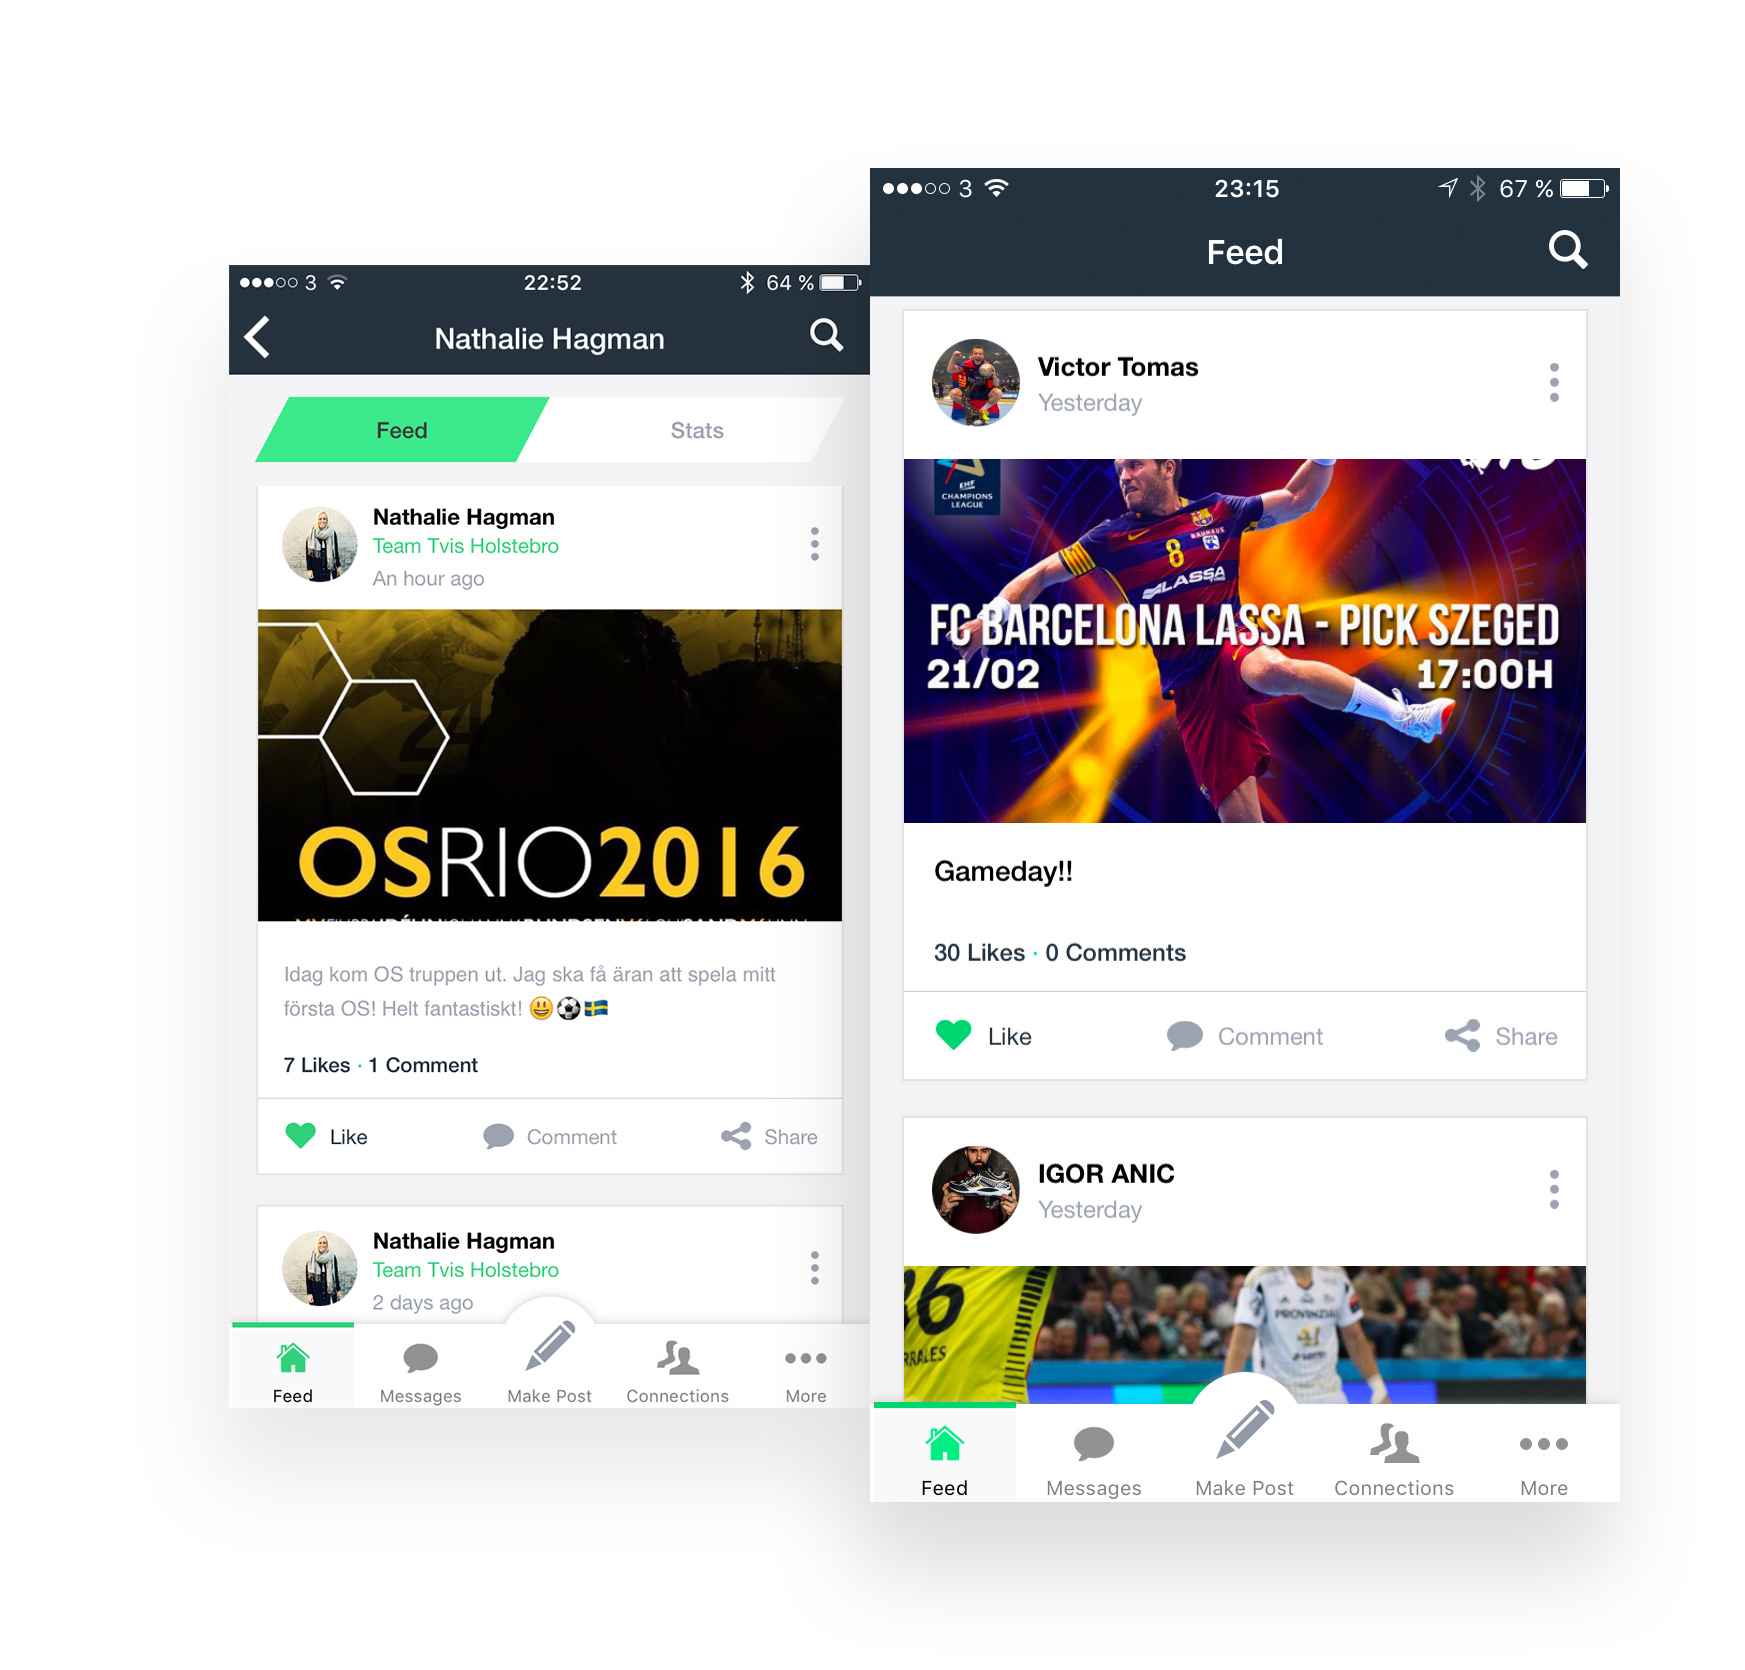 3
22:52
64 %
Nathalie Hagman
Feed
Stats
Nathalie Hagman
Team Tvis Holstebro
An hour ago
OSRIO2016
Idag kom OS truppen ut. Jag ska få äran att spela mitt
första OS! Helt fantastiskt! 😃⚽🇸🇪
7 Likes · 1 Comment
Like
Comment
Share
Nathalie Hagman
Team Tvis Holstebro
2 days ago
Feed
Messages
Make Post
Connections
More
3
23:15
67 %
Feed
Victor Tomas
Yesterday
EHF
CHAMPIONS
LEAGUE
BAUHAUS
8
LASSA
FC BARCELONA LASSA - PICK SZEGED
21/02
17:00H
Gameday!!
30 Likes · 0 Comments
Like
Comment
Share
IGOR ANIC
Yesterday
PROVINZIAL
41
Feed
Messages
Make Post
Connections
More